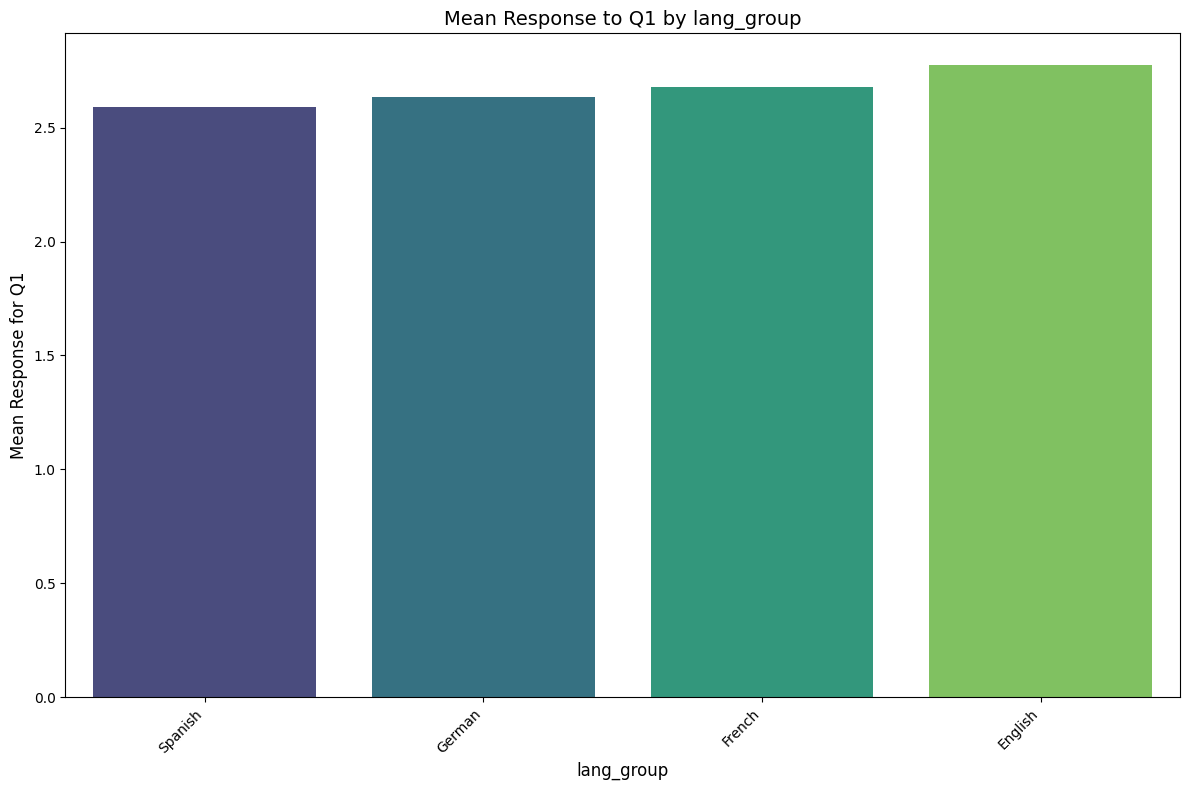 Mean Response to Q1 by lang_group
Mean Response for Q1
2.5
2.0
1.5
1.0
0.5
0.0
Spanish
German
French
English
lang_group